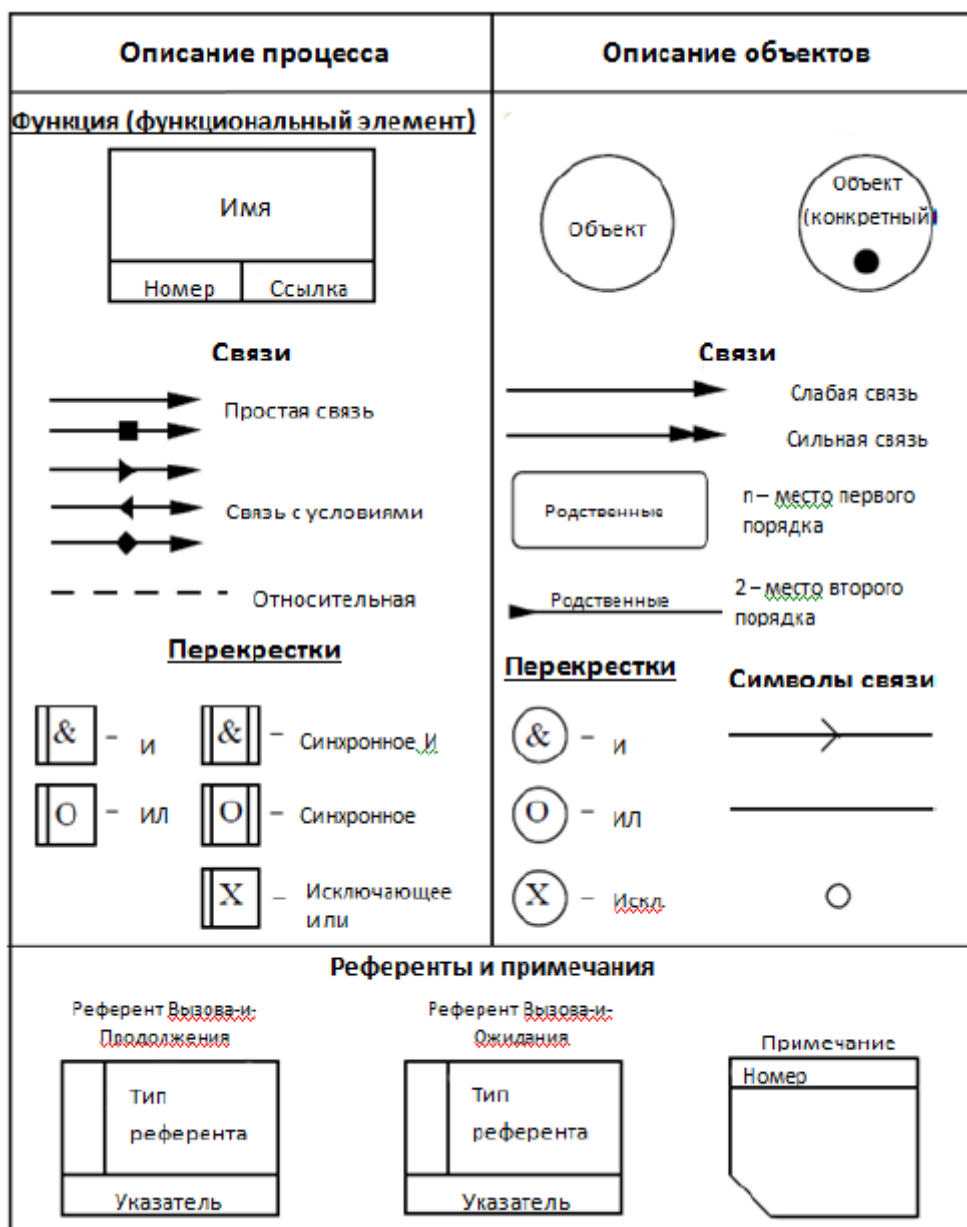 Описание процесса
Описание объектов
Функция (функциональный элемент)
Имя
Номер
Ссылка
Связи
Простая связь
Связь с условиями
Относительная
Перекрестки
& – и
& – Синхронное И
O – ИЛ
O – Синхронное
X – Исключающее
или
Объект
Объект
(конкретный)
Связи
Слабая связь
Сильная связь
Родственные
n – место первого
порядка
Родственные
2 – место второго
порядка
Перекрестки
Символы связи
& – и
O – ИЛ
X – Искл.
Референты и примечания
Референт Вызова-и-
Продолжения
Тип
референта
Указатель
Референт Вызова-и-
Ожидания
Тип
референта
Указатель
Примечание
Номер